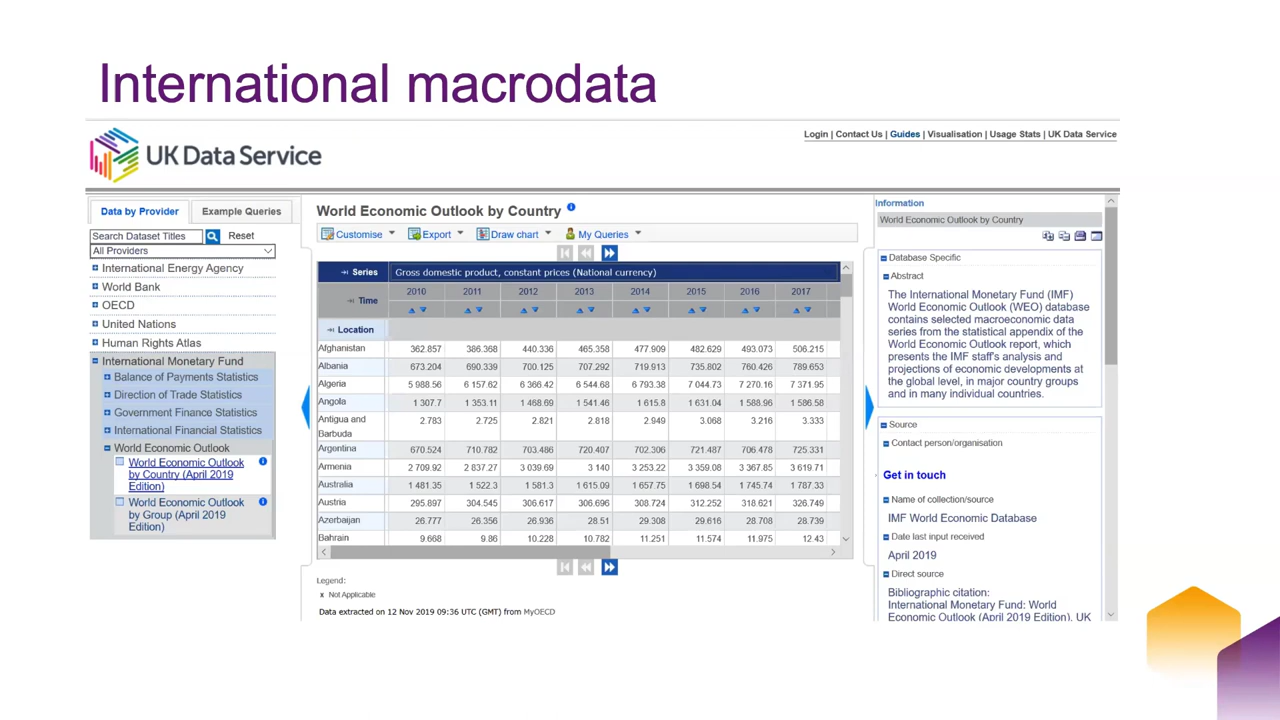 International macrodata
UK Data Service
Login | Contact Us | Guides | Visualisation | Usage Stats | UK Data Service
Data by Provider
Example Queries
Search Dataset Titles
Reset
All Providers
International Energy Agency
World Bank
OECD
United Nations
Human Rights Atlas
International Monetary Fund
Balance of Payments Statistics
Direction of Trade Statistics
Government Finance Statistics
International Financial Statistics
World Economic Outlook
World Economic Outlook
by Country (April 2019
Edition)
World Economic Outlook
by Group (April 2019
Edition)
World Economic Outlook by Country
Customise
Export
Draw chart
My Queries
Series Gross domestic product, constant prices (National currency)
Time 2010 2011 2012 2013 2014 2015 2016 2017
Location
Afghanistan 362.857 386.368 440.336 465.358 477.909 482.629 493.073 506.215
Albania 673.204 690.339 700.125 707.292 719.913 735.802 760.426 789.653
Algeria 5 988.56 6 157.62 6 366.42 6 544.68 6 793.38 7 044.73 7 270.16 7 371.95
Angola 1 307.7 1 353.11 1 468.69 1 541.46 1 615.8 1 631.04 1 588.96 1 586.58
Antigua and
Barbuda 2.783 2.725 2.821 2.818 2.949 3.068 3.216 3.333
Argentina 670.524 710.782 703.486 720.407 702.306 721.487 706.478 725.331
Armenia 2 709.92 2 837.27 3 039.69 3 140 3 253.22 3 359.08 3 367.85 3 619.71
Australia 1 481.35 1 522.3 1 581.3 1 615.09 1 657.75 1 698.54 1 745.74 1 787.33
Austria 295.897 304.545 306.617 306.696 308.724 312.252 318.621 326.749
Azerbaijan 26.777 26.356 26.936 28.51 29.308 29.616 28.708 28.739
Bahrain 9.668 9.86 10.228 10.782 11.251 11.574 11.975 12.43
Legend:
x Not Applicable
Data extracted on 12 Nov 2019 09:36 UTC (GMT) from MyOECD
Information
World Economic Outlook by Country
Database Specific
Abstract
The International Monetary Fund (IMF)
World Economic Outlook (WEO) database
contains selected macroeconomic data
series from the statistical appendix of the
World Economic Outlook report, which
presents the IMF staff's analysis and
projections of economic developments at
the global level, in major country groups
and in many individual countries.
Source
Contact person/organisation
Get in touch
Name of collection/source
IMF World Economic Database
Date last input received
April 2019
Direct source
Bibliographic citation:
International Monetary Fund: World
Economic Outlook (April 2019 Edition). UK